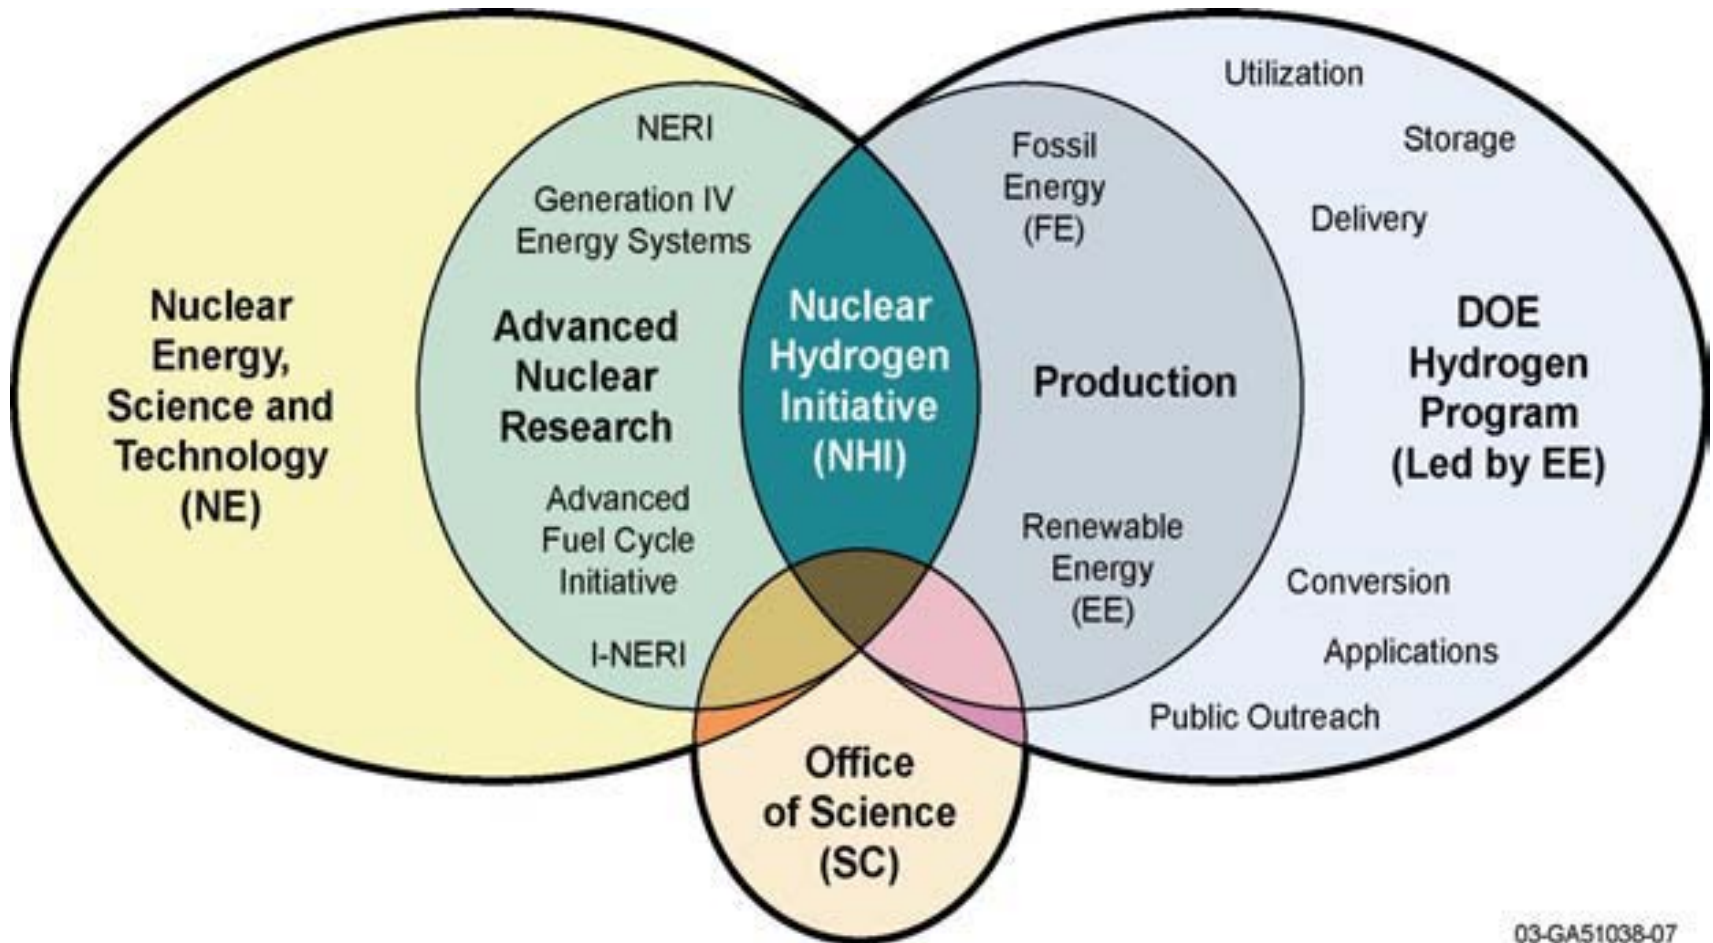 Nuclear
Energy,
Science and
Technology
(NE)
NERI
Generation IV
Energy Systems
Advanced
Nuclear
Research
Advanced
Fuel Cycle
Initiative
I-NERI
Nuclear
Hydrogen
Initiative
(NHI)
Fossil
Energy
(FE)
Production
Renewable
Energy
(EE)
Utilization
Storage
Delivery
DOE
Hydrogen
Program
(Led by EE)
Conversion
Applications
Public Outreach
Office
of Science
(SC)
03-GA51038-07